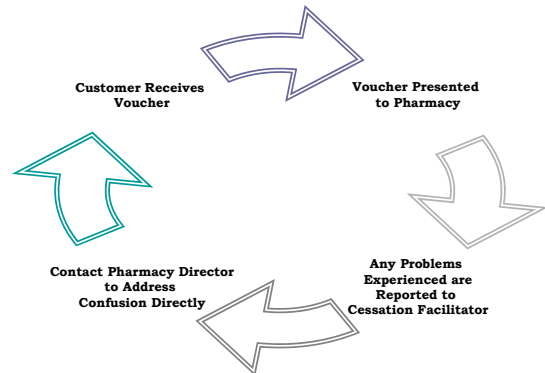 Customer Receives
Voucher
Voucher Presented
to Pharmacy
Any Problems
Experienced are
Reported to
Cessation Facilitator
Contact Pharmacy Director
to Address
Confusion Directly